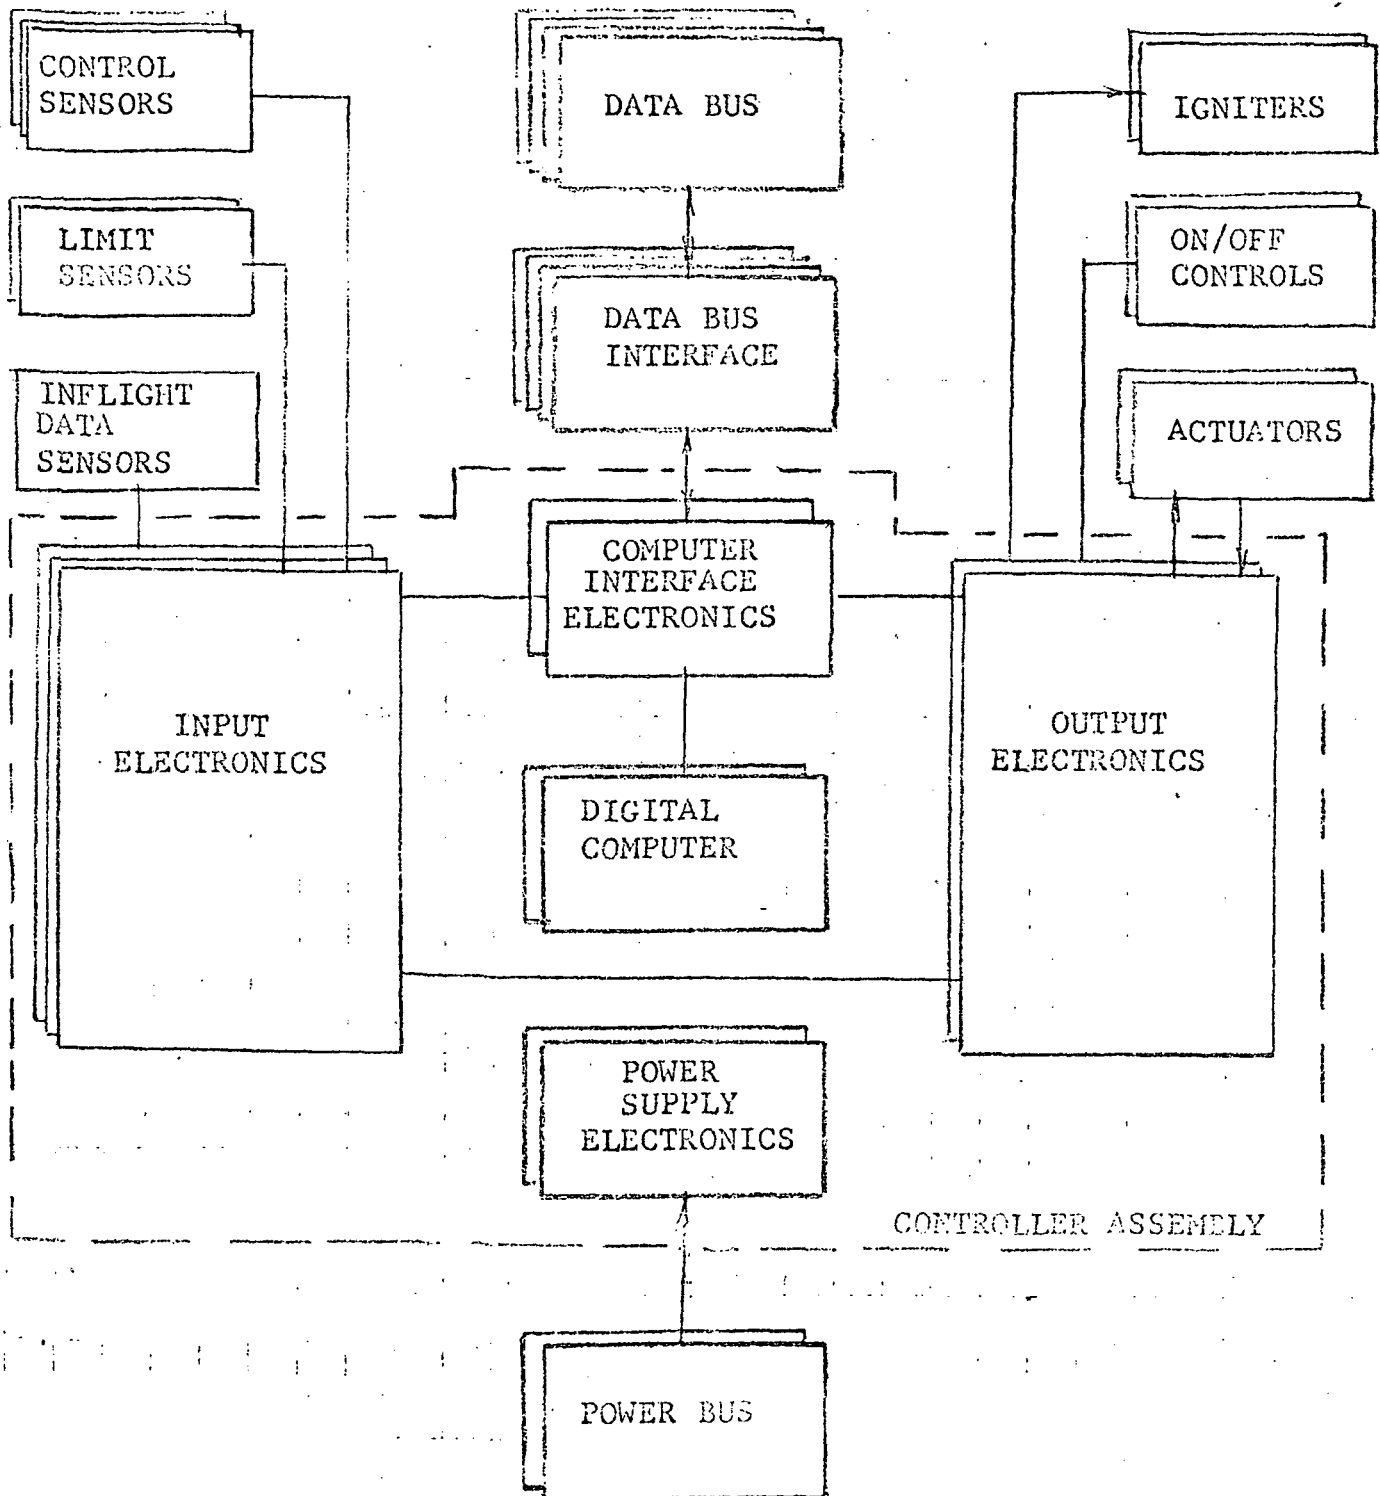 CONTROL
SENSORS
DATA BUS
IGNITERS
LIMIT
SENSORS
ON/OFF
CONTROLS
DATA BUS
INTERFACE
INFLIGHT
DATA
SENSORS
ACTUATORS
COMPUTER
INTERFACE
ELECTRONICS
INPUT
ELECTRONICS
OUTPUT
ELECTRONICS
DIGITAL
COMPUTER
POWER
SUPPLY
ELECTRONICS
CONTROLLER ASSEMBLY
POWER BUS